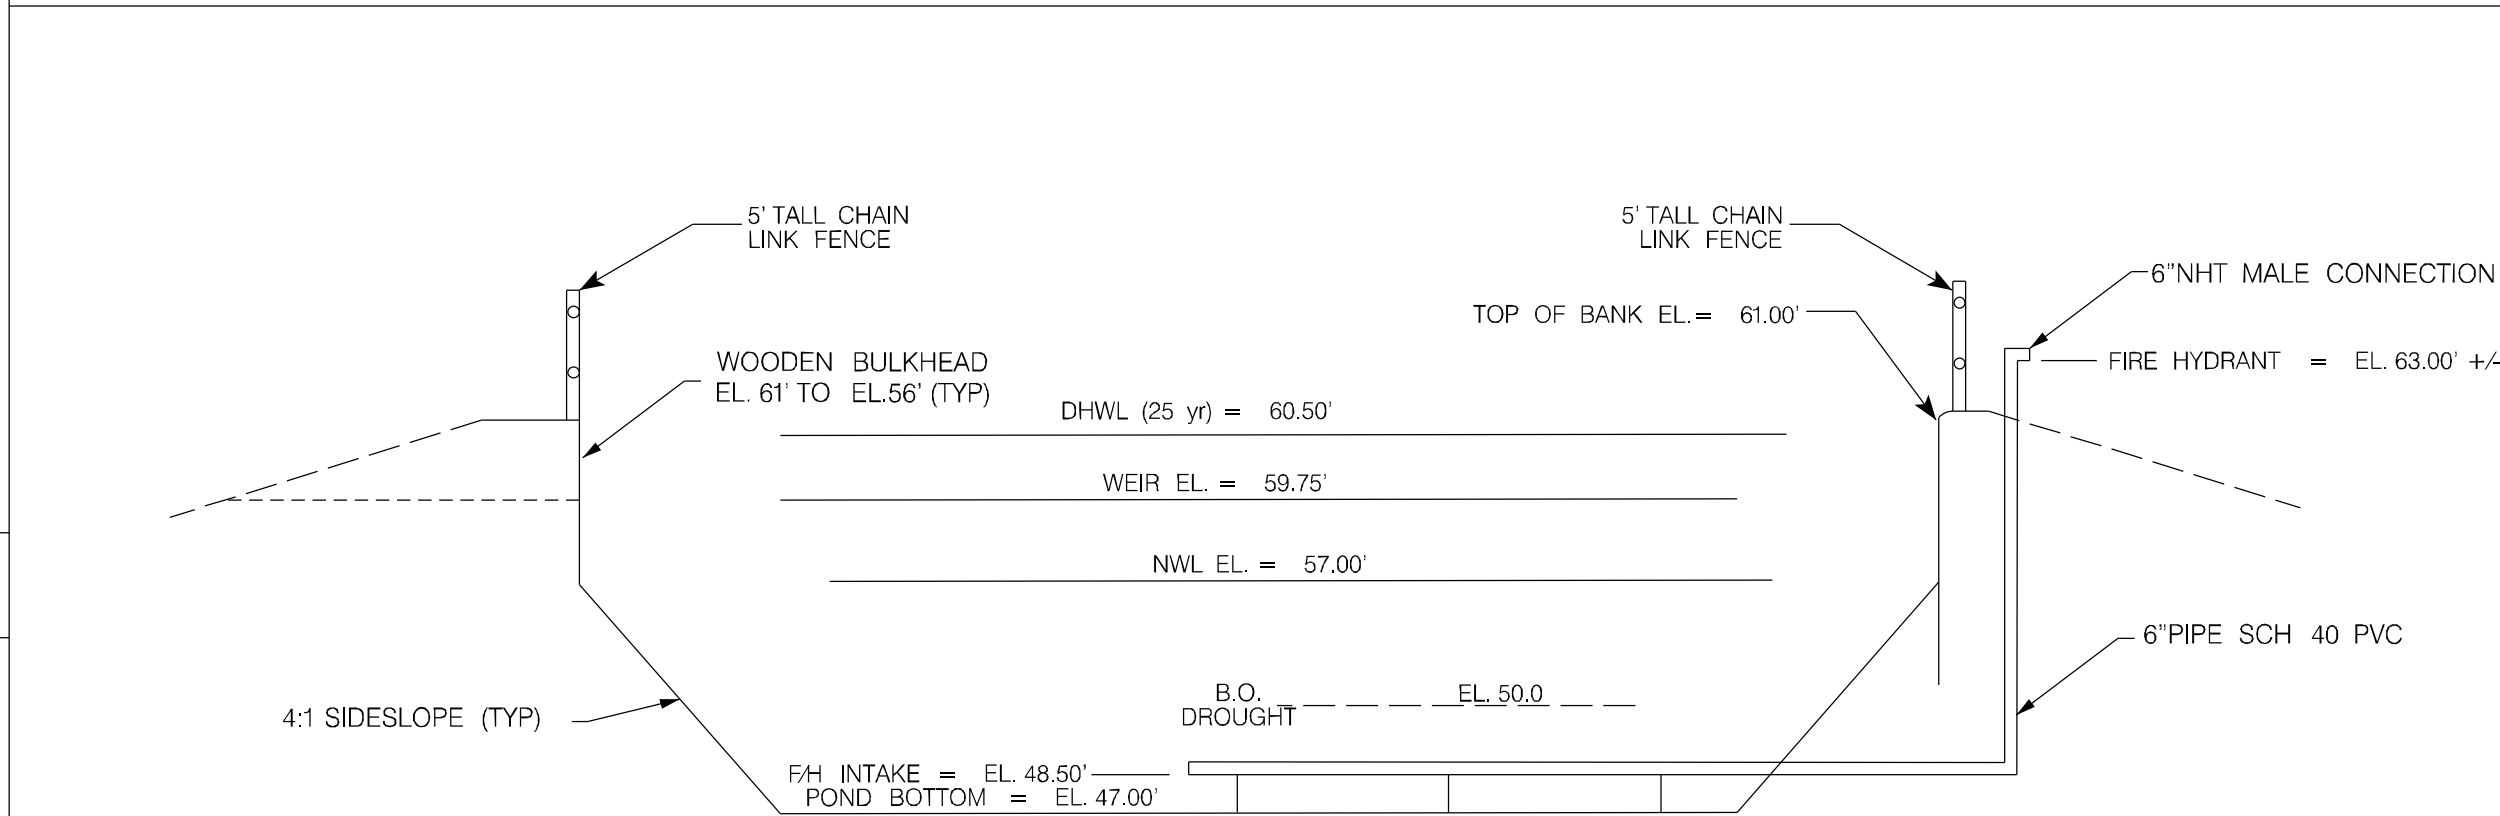 5' TALL CHAIN
LINK FENCE
5' TALL CHAIN
LINK FENCE
6"NHT MALE CONNECTION
TOP OF BANK EL.= 61.00'
WOODEN BULKHEAD
EL. 61' TO EL.56' (TYP)
FIRE HYDRANT = EL. 63.00' +/-
DHWL (25 yr) = 60.50'
WEIR EL. = 59.75'
NWL EL. = 57.00'
6"PIPE SCH 40 PVC
B.O.
DROUGHT
EL. 50.0
4:1 SIDESLOPE (TYP)
F/H INTAKE = EL. 48.50'
POND BOTTOM = EL. 47.00'